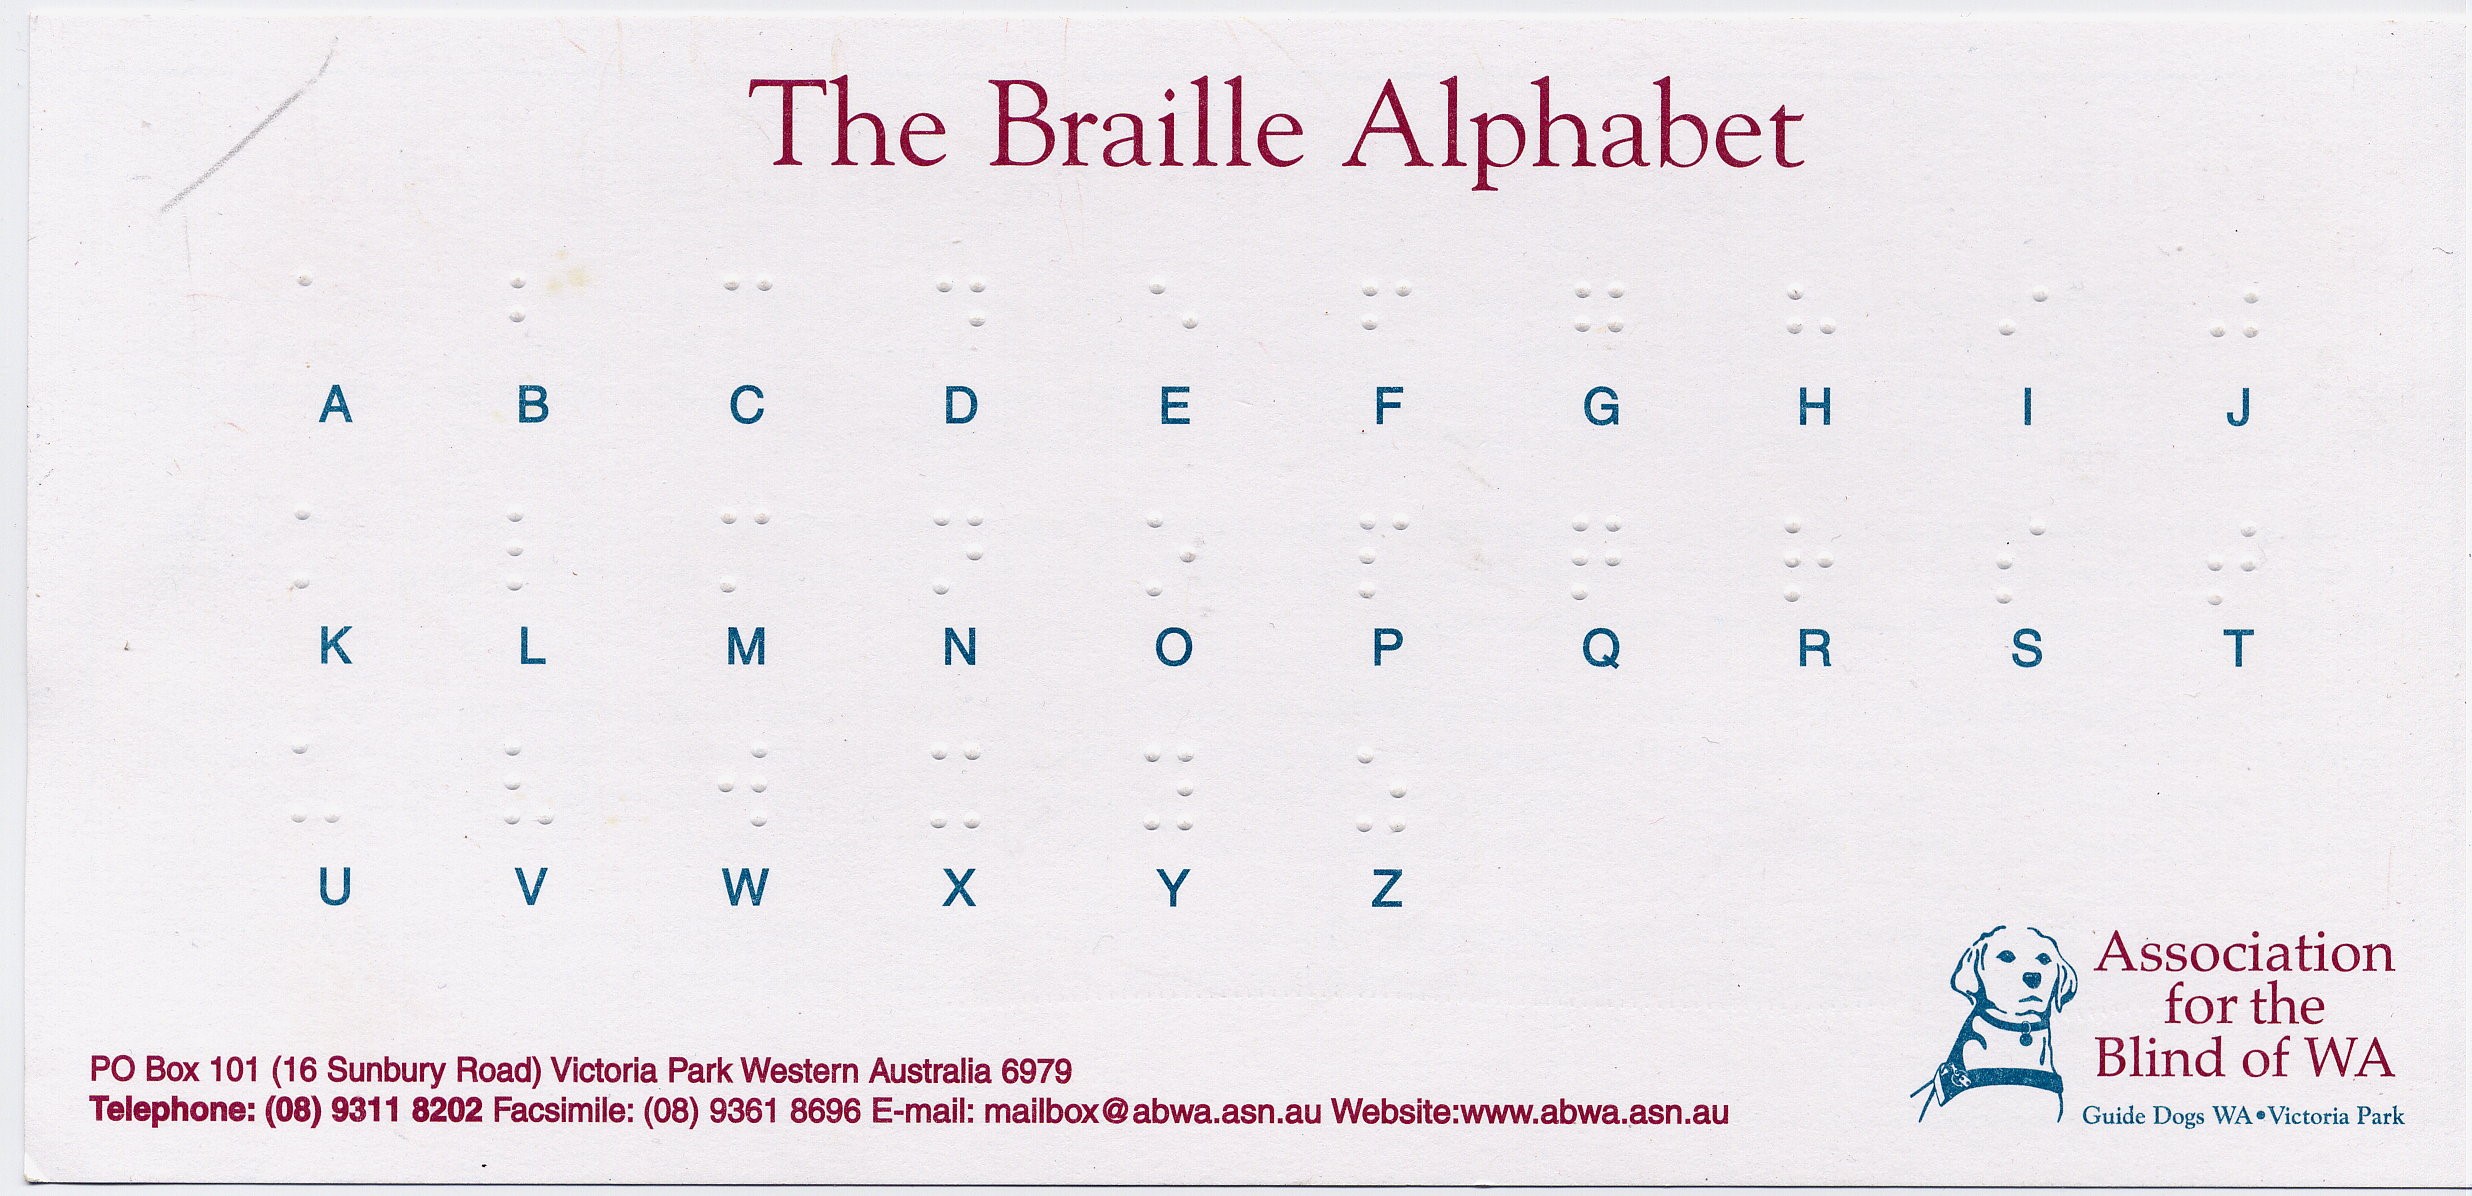 The Braille Alphabet
⠁ ⠃ ⠉ ⠙ ⠑ ⠋ ⠛ ⠓ ⠊ ⠚
A B C D E F G H I J
⠅ ⠇ ⠍ ⠝ ⠕ ⠏ ⠟ ⠗ ⠎ ⠞
K L M N O P Q R S T
⠥ ⠧ ⠺ ⠭ ⠽ ⠵
U V W X Y Z
Association
for the
Blind of WA
Guide Dogs WA•Victoria Park
PO Box 101 (16 Sunbury Road) Victoria Park Western Australia 6979
Telephone: (08) 9311 8202 Facsimile: (08) 9361 8696 E-mail: mailbox@abwa.asn.au Website:www.abwa.asn.au